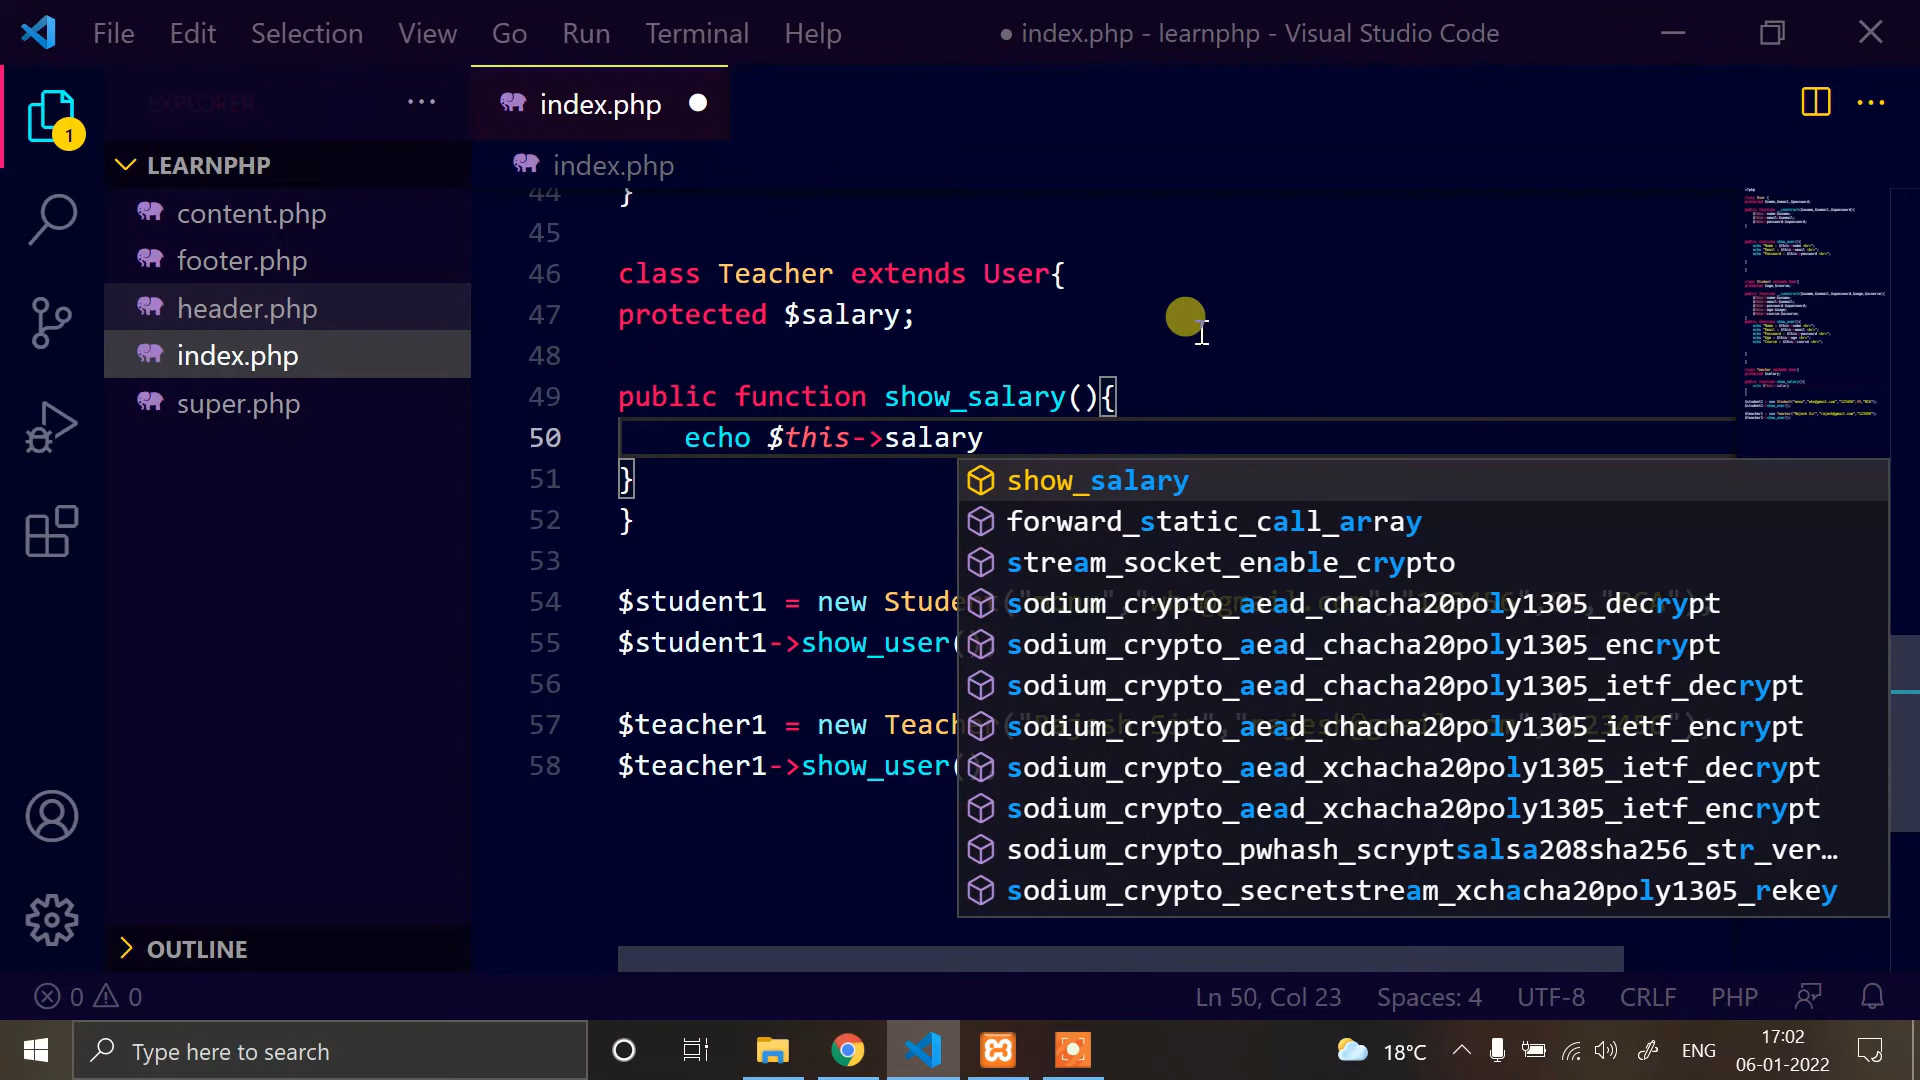 File Edit Selection View Go Run Terminal Help ● index.php - learnphp - Visual Studio Code
EXPLORER ···
index.php
1
LEARNPHP
index.php
content.php
footer.php
header.php
index.php
super.php
OUTLINE
44 }
45
46 class Teacher extends User{
47 protected $salary;
48
49 public function show_salary(){
50 echo $this->salary
51 }
52 }
53
54 $student1 = new Stude
55 $student1->show_user(
56
57 $teacher1 = new Teach
58 $teacher1->show_user(
show_salary
forward_static_call_array
stream_socket_enable_crypto
sodium_crypto_aead_chacha20poly1305_decrypt
sodium_crypto_aead_chacha20poly1305_encrypt
sodium_crypto_aead_chacha20poly1305_ietf_decrypt
sodium_crypto_aead_chacha20poly1305_ietf_encrypt
sodium_crypto_aead_xchacha20poly1305_ietf_decrypt
sodium_crypto_aead_xchacha20poly1305_ietf_encrypt
sodium_crypto_pwhash_scryptsalsa208sha256_str_ver…
sodium_crypto_secretstream_xchacha20poly1305_rekey
0 0 Ln 50, Col 23 Spaces: 4 UTF-8 CRLF PHP
Type here to search 18°C ENG
17:02
06-01-2022